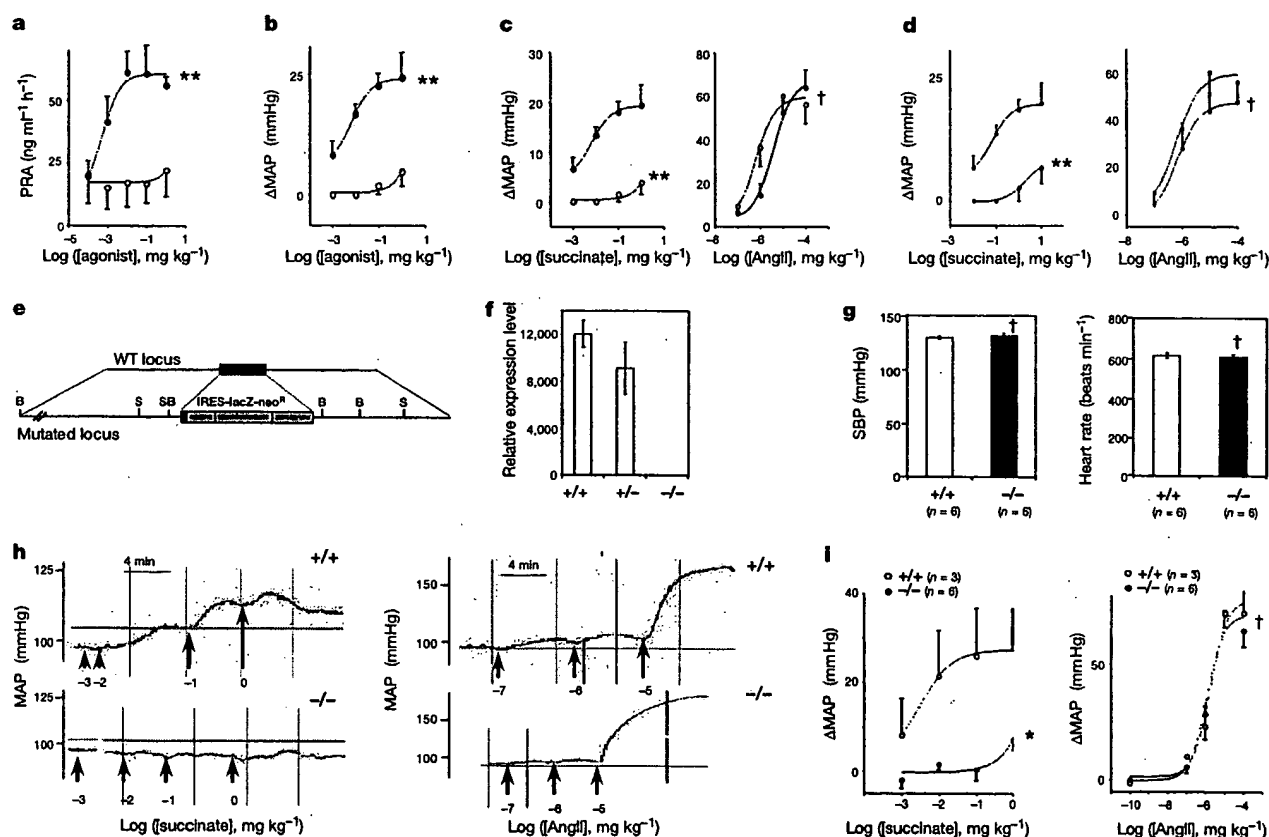 a
PRA (ng ml⁻¹ h⁻¹)
50
25
0
**
−5 −3 −1 1
Log ([agonist], mg kg⁻¹)
b
ΔMAP (mmHg)
25
0
**
−3 −1 1
Log ([agonist], mg kg⁻¹)
c
ΔMAP (mmHg)
30
20
10
0
**
−3 −1 1
Log ([succinate], mg kg⁻¹)
80
60
40
20
0
†
−8 −6 −4 −2
Log ([AngII], mg kg⁻¹)
d
ΔMAP (mmHg)
25
0
**
−3 −1 1
Log ([succinate], mg kg⁻¹)
60
40
20
0
†
−8 −6 −4
Log ([AngII], mg kg⁻¹)
e
WT locus
B S SB IRES-lacZ-neoᴿ B B S
Mutated locus
f
Relative expression level
12,000
8,000
4,000
0
+/+ +/− −/−
g
SBP (mmHg)
150
100
50
0
†
+/+ −/−
(n = 6) (n = 6)
Heart rate (beats min⁻¹)
800
600
400
200
0
†
+/+ −/−
(n = 6) (n = 6)
h
MAP (mmHg)
125
100
4 min
+/+
−3 −2 −1 0
100
−/−
−3 −2 −1 0
Log ([succinate], mg kg⁻¹)
MAP (mmHg)
150
100
4 min
+/+
−7 −6 −5
150
100
−/−
−7 −6 −5
Log ([AngII], mg kg⁻¹)
i
+/+ (n = 3)
−/− (n = 6)
ΔMAP (mmHg)
40
20
0
*
−3 −2 −1 0
Log ([succinate], mg kg⁻¹)
+/+ (n = 3)
−/− (n = 6)
ΔMAP (mmHg)
50
0
†
−10 −8 −6 −4
Log ([AngII], mg kg⁻¹)